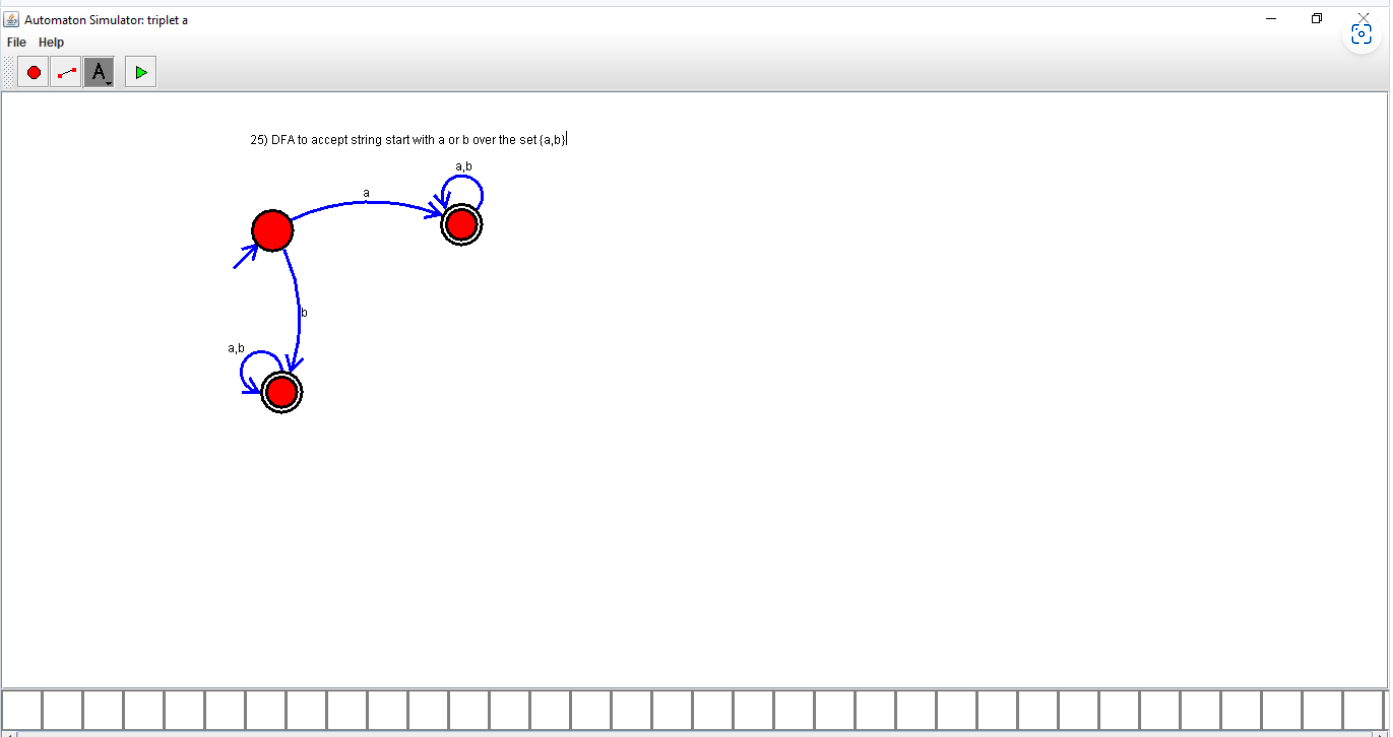 Automaton Simulator: triplet a
File Help
A
25) DFA to accept string start with a or b over the set {a,b}
a,b
a
b
a,b